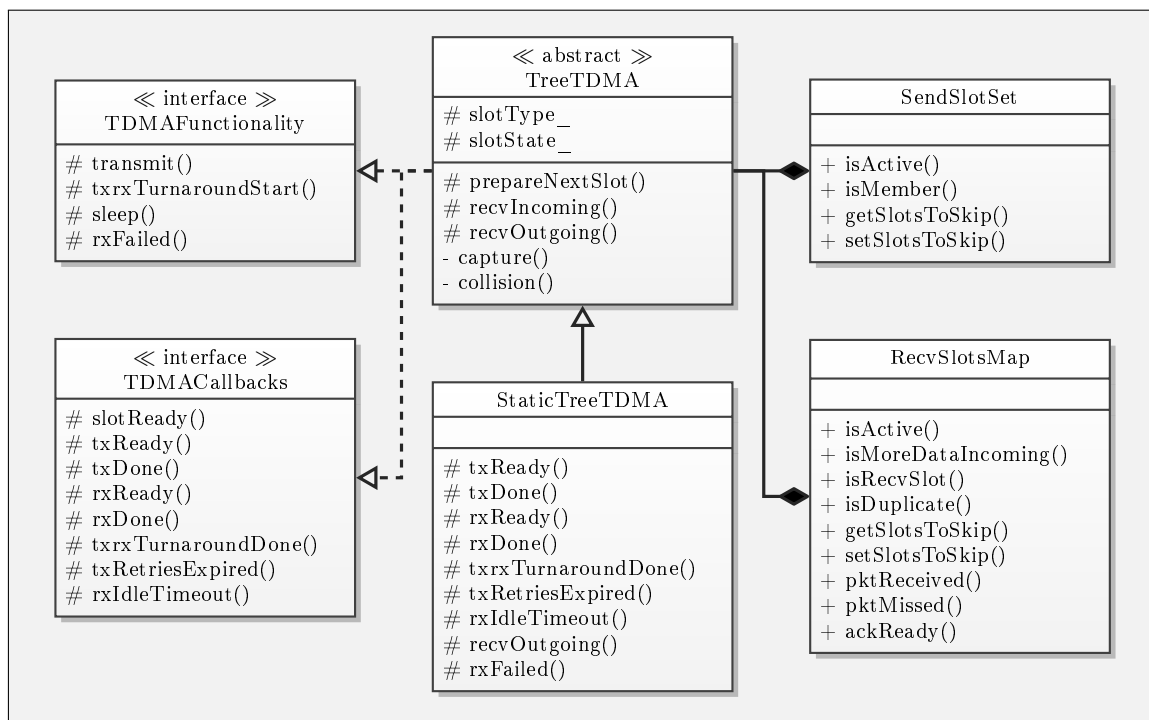 ≪ interface ≫
TDMAFunctionality
# transmit()
# txrxTurnaroundStart()
# sleep()
# rxFailed()
≪ interface ≫
TDMACallbacks
# slotReady()
# txReady()
# txDone()
# rxReady()
# rxDone()
# txrxTurnaroundDone()
# txRetriesExpired()
# rxIdleTimeout()
≪ abstract ≫
TreeTDMA
# slotType_
# slotState_
# prepareNextSlot()
# recvIncoming()
# recvOutgoing()
- capture()
- collision()
StaticTreeTDMA
# txReady()
# txDone()
# rxReady()
# rxDone()
# txrxTurnaroundDone()
# txRetriesExpired()
# rxIdleTimeout()
# recvOutgoing()
# rxFailed()
SendSlotSet
+ isActive()
+ isMember()
+ getSlotsToSkip()
+ setSlotsToSkip()
RecvSlotsMap
+ isActive()
+ isMoreDataIncoming()
+ isRecvSlot()
+ isDuplicate()
+ getSlotsToSkip()
+ setSlotsToSkip()
+ pktReceived()
+ pktMissed()
+ ackReady()